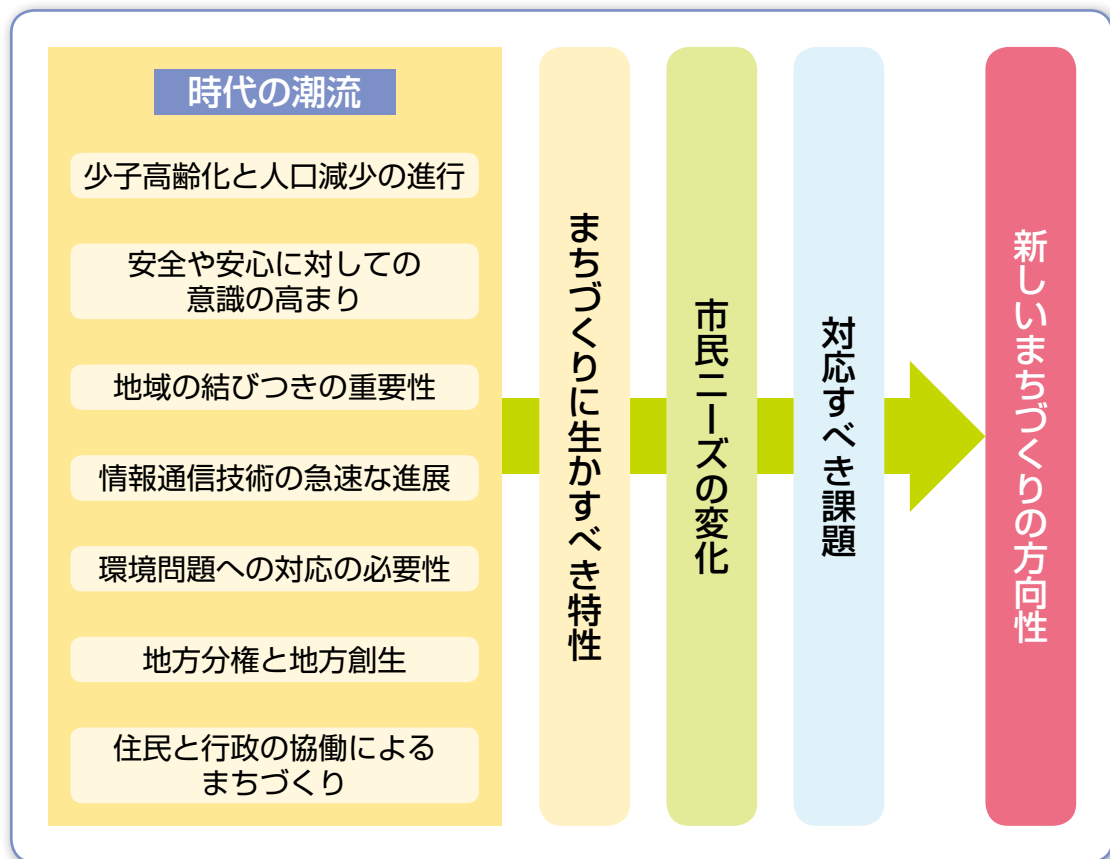 時代の潮流
少子高齢化と人口減少の進行
安全や安心に対しての
意識の高まり
地域の結びつきの重要性
情報通信技術の急速な進展
環境問題への対応の必要性
地方分権と地方創生
住民と行政の協働による
まちづくり
まちづくりに生かすべき特性
市民ニーズの変化
対応すべき課題
新しいまちづくりの方向性